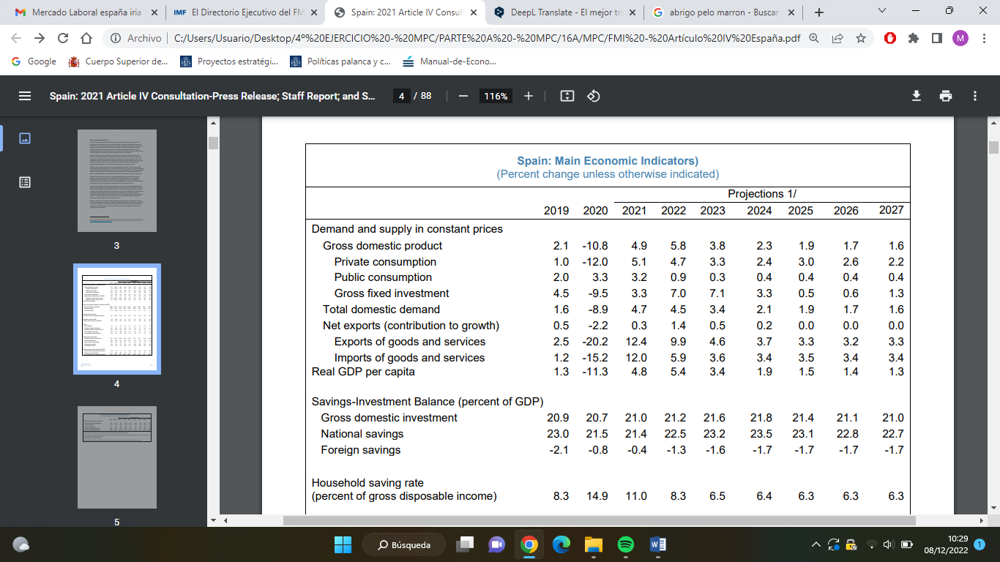 Mercado Laboral españa iria
IMF El Directorio Ejecutivo del FM
Spain: 2021 Article IV Consult
DeepL Translate - El mejor tra
abrigo pelo marron - Buscar
Archivo C:/Users/Usuario/Desktop/4º%20EJERCICIO%20-%20MPC/PARTE%20A%20-%20MPC/16A/MPC/FMI%20-%20Artículo%20IV%20España.pdf M
Google Cuerpo Superior de... Proyectos estratégi... Políticas palanca y c... Manual-de-Econo...
Spain: 2021 Article IV Consultation-Press Release; Staff Report; and S... 4 / 88 116%
3
4
5
Spain: Main Economic Indicators)
(Percent change unless otherwise indicated)
Projections 1/
2019 2020 2021 2022 2023 2024 2025 2026 2027
Demand and supply in constant prices
Gross domestic product 2.1 -10.8 4.9 5.8 3.8 2.3 1.9 1.7 1.6
Private consumption 1.0 -12.0 5.1 4.7 3.3 2.4 3.0 2.6 2.2
Public consumption 2.0 3.3 3.2 0.9 0.3 0.4 0.4 0.4 0.4
Gross fixed investment 4.5 -9.5 3.3 7.0 7.1 3.3 0.5 0.6 1.3
Total domestic demand 1.6 -8.9 4.7 4.5 3.4 2.1 1.9 1.7 1.6
Net exports (contribution to growth) 0.5 -2.2 0.3 1.4 0.5 0.2 0.0 0.0 0.0
Exports of goods and services 2.5 -20.2 12.4 9.9 4.6 3.7 3.3 3.2 3.3
Imports of goods and services 1.2 -15.2 12.0 5.9 3.6 3.4 3.5 3.4 3.4
Real GDP per capita 1.3 -11.3 4.8 5.4 3.4 1.9 1.5 1.4 1.3
Savings-Investment Balance (percent of GDP)
Gross domestic investment 20.9 20.7 21.0 21.2 21.6 21.8 21.4 21.1 21.0
National savings 23.0 21.5 21.4 22.5 23.2 23.5 23.1 22.8 22.7
Foreign savings -2.1 -0.8 -0.4 -1.3 -1.6 -1.7 -1.7 -1.7 -1.7
Household saving rate
(percent of gross disposable income) 8.3 14.9 11.0 8.3 6.5 6.4 6.3 6.3 6.3
Búsqueda
10:29
08/12/2022 1